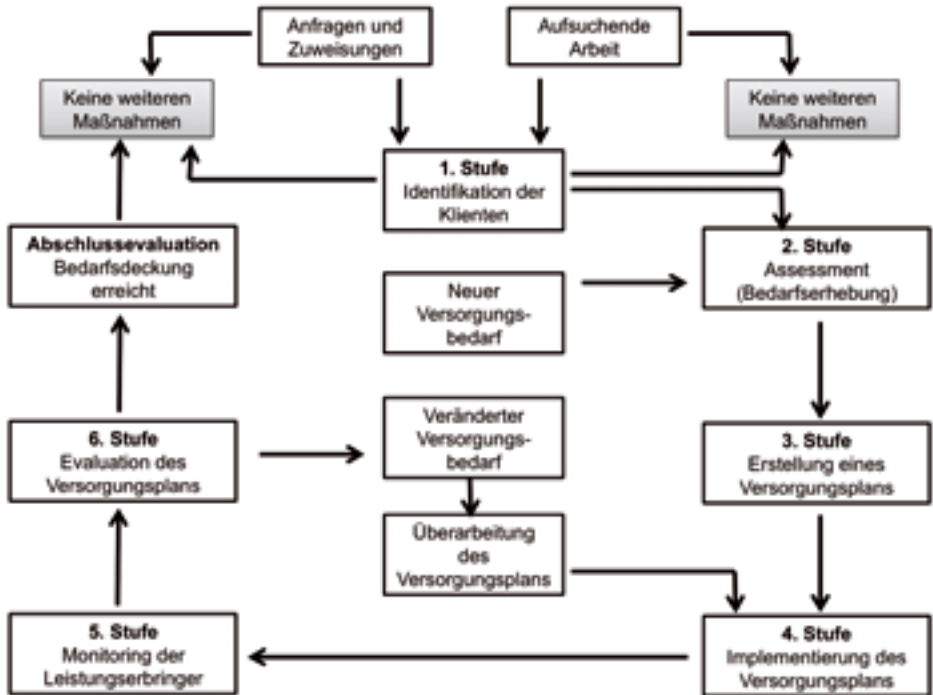 Anfragen und
Zuweisungen
Aufsuchende
Arbeit
Keine weiteren
Maßnahmen
Keine weiteren
Maßnahmen
1. Stufe
Identifikation der
Klienten
Abschlussevaluation
Bedarfsdeckung
erreicht
2. Stufe
Assessment
(Bedarfserhebung)
Neuer
Versorgungs-
bedarf
6. Stufe
Evaluation des
Versorgungsplans
Veränderter
Versorgungs-
bedarf
3. Stufe
Erstellung eines
Versorgungsplans
Überarbeitung
des
Versorgungsplans
5. Stufe
Monitoring der
Leistungserbringer
4. Stufe
Implementierung des
Versorgungsplans